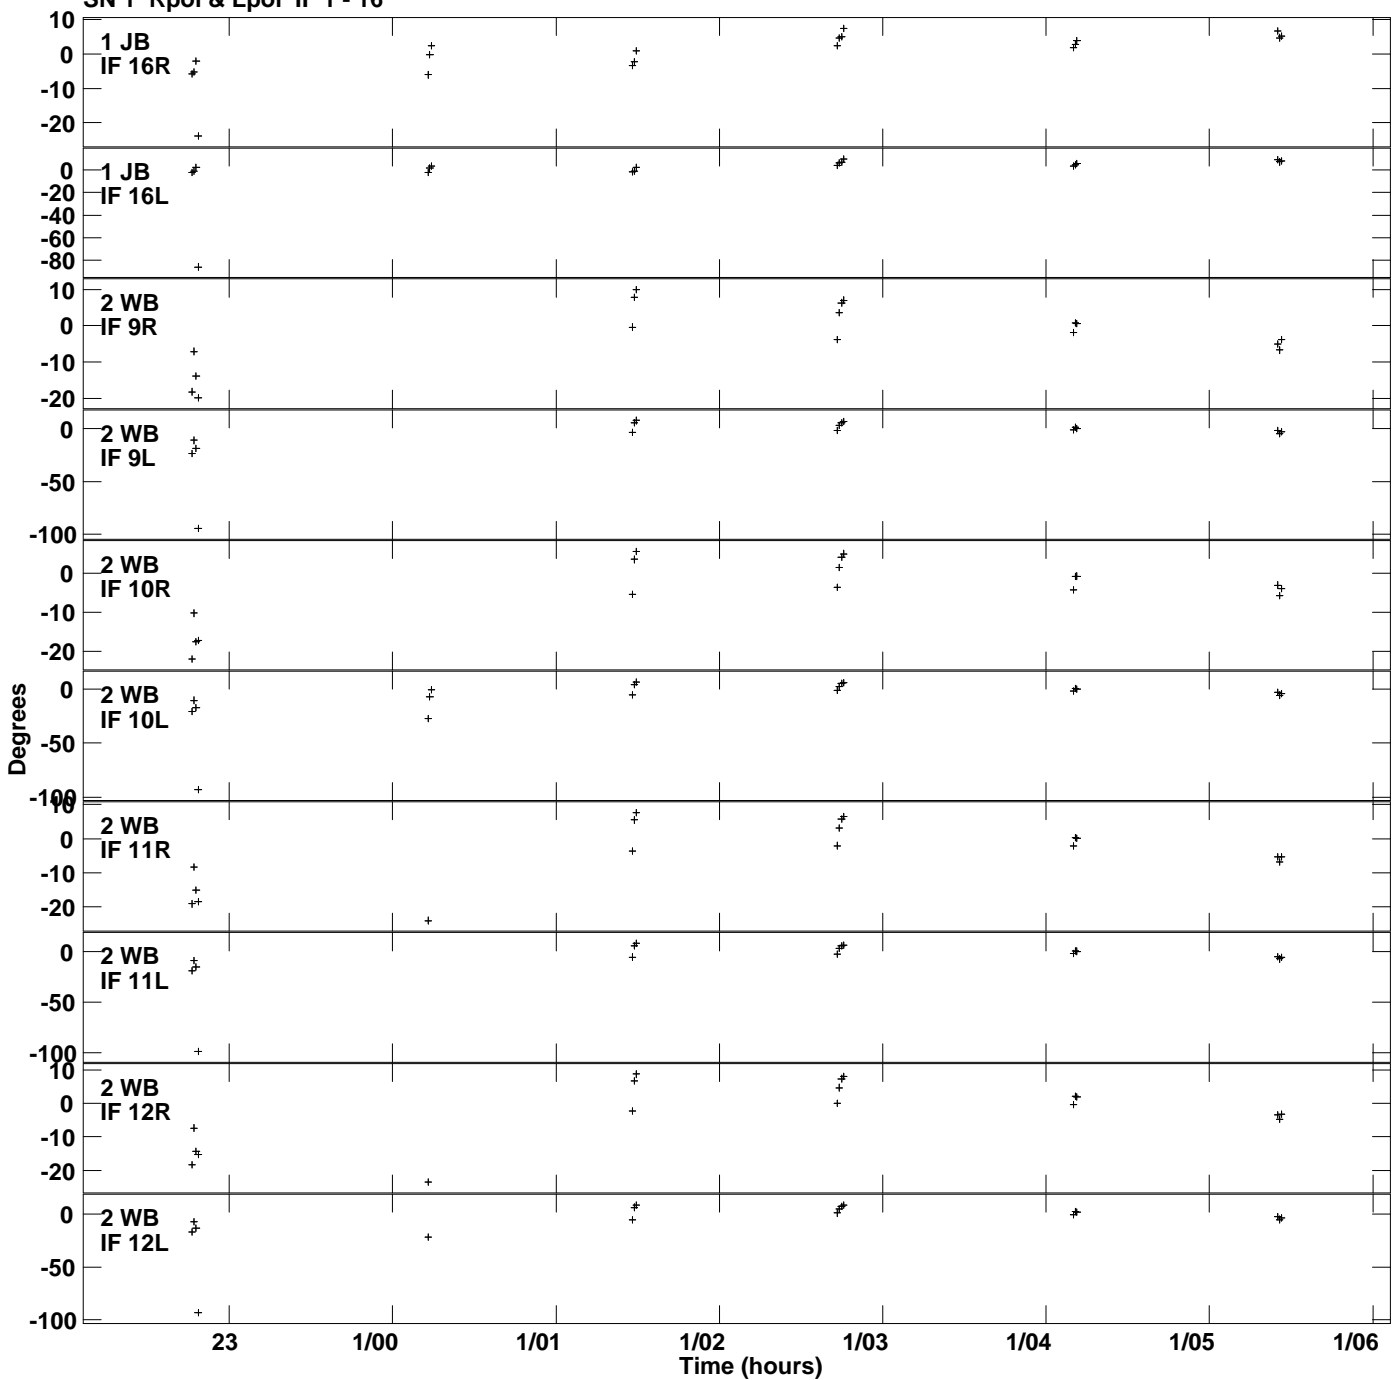 SN 1 Rpol & Lpol IF 1 - 16
10
0
-10
-20
1 JB
IF 16R
0
-20
-40
-60
-80
1 JB
IF 16L
10
0
-10
-20
2 WB
IF 9R
0
-50
-100
2 WB
IF 9L
0
-10
-20
2 WB
IF 10R
0
-50
-100
2 WB
IF 10L
Degrees
10
0
-10
-20
2 WB
IF 11R
0
-50
-100
2 WB
IF 11L
10
0
-10
-20
2 WB
IF 12R
0
-50
-100
2 WB
IF 12L
23 1/00 1/01 1/02 1/03 1/04 1/05 1/06
Time (hours)